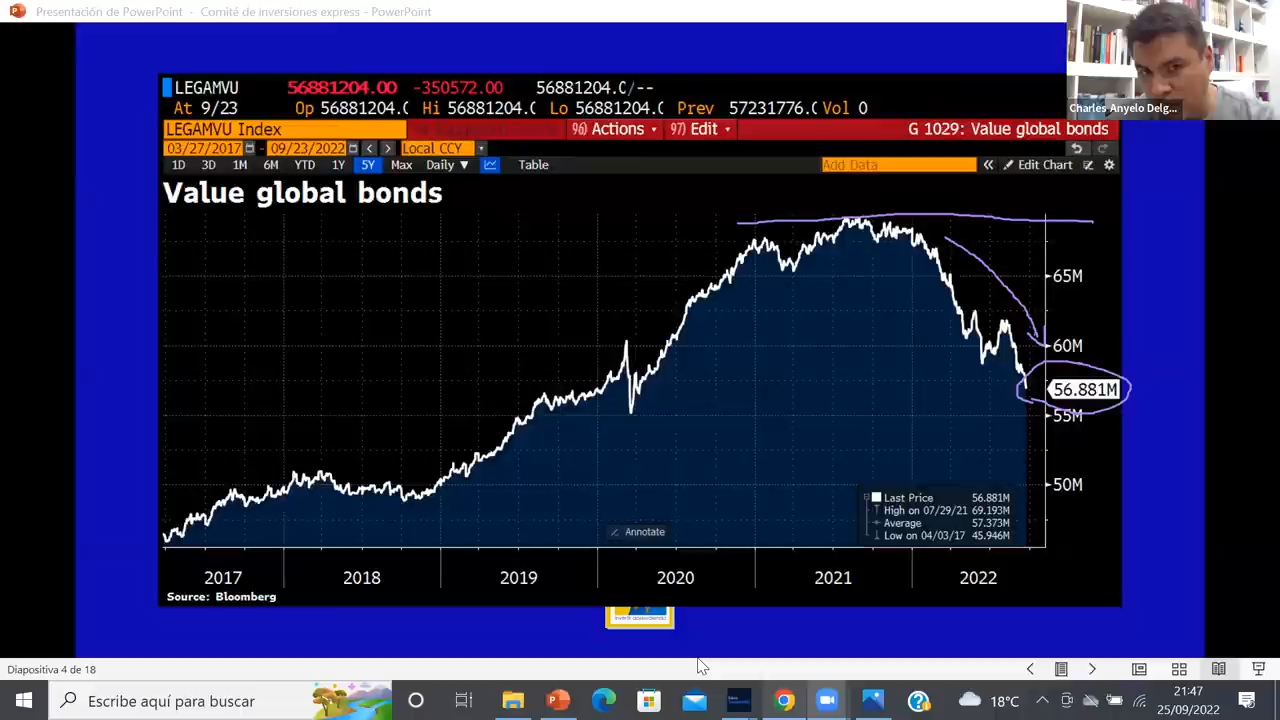 Presentación de PowerPoint - Comité de inversiones express - PowerPoint
Charles Anyelo Delg...
LEGAMVU 56881204.00 -350572.00 56881204.0/--
At 9/23 Op 56881204.0 Hi 56881204.0 Lo 56881204.0 Prev 57231776.0 Vol 0
LEGAMVU Index 96) Actions 97) Edit G 1029: Value global bonds
03/27/2017 - 09/23/2022 Local CCY
1D 3D 1M 6M YTD 1Y 5Y Max Daily ▼ Table Add Data « Edit Chart
Value global bonds
65M
60M
56.881M
55M
50M
Last Price 56.881M
High on 07/29/21 69.193M
Average 57.373M
Low on 04/03/17 45.946M
Annotate
2017 2018 2019 2020 2021 2022
Source: Bloomberg
Diapositiva 4 de 18
Escribe aquí para buscar
18°C
21:47
25/09/2022